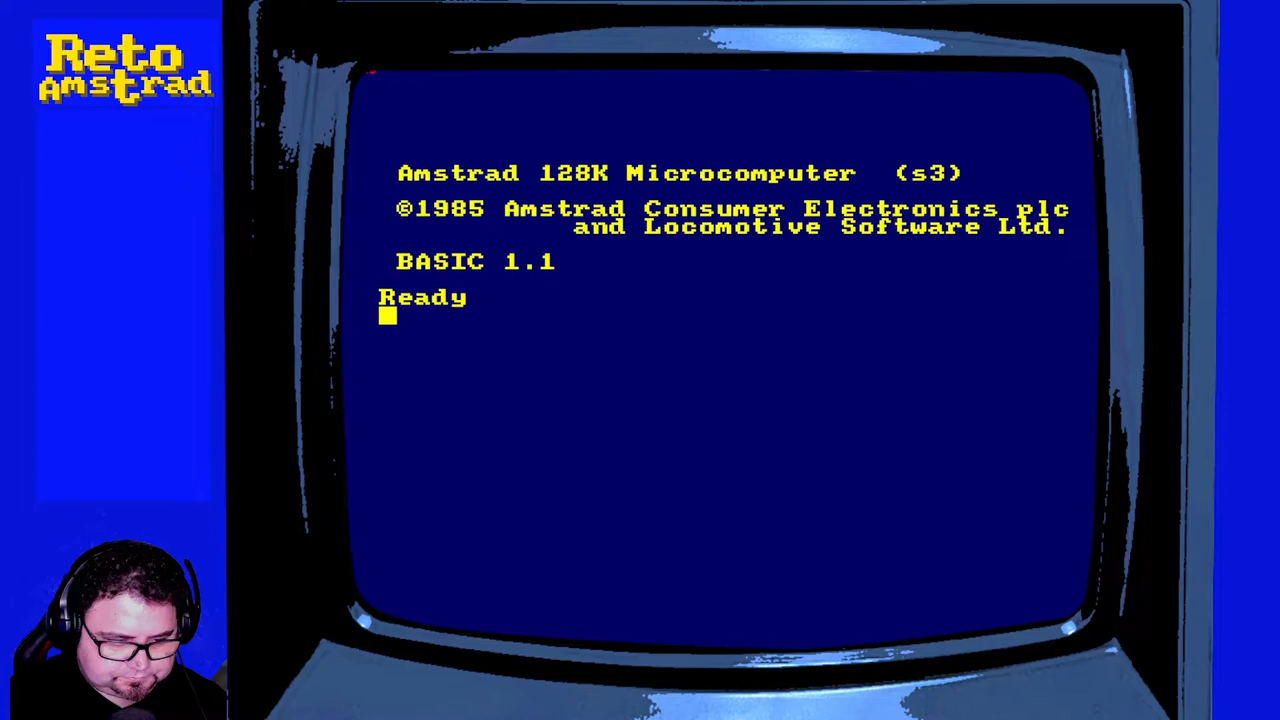 Reto
Amstrad
Amstrad 128K Microcomputer (s3)
©1985 Amstrad Consumer Electronics plc
and Locomotive Software Ltd.
BASIC 1.1
Ready